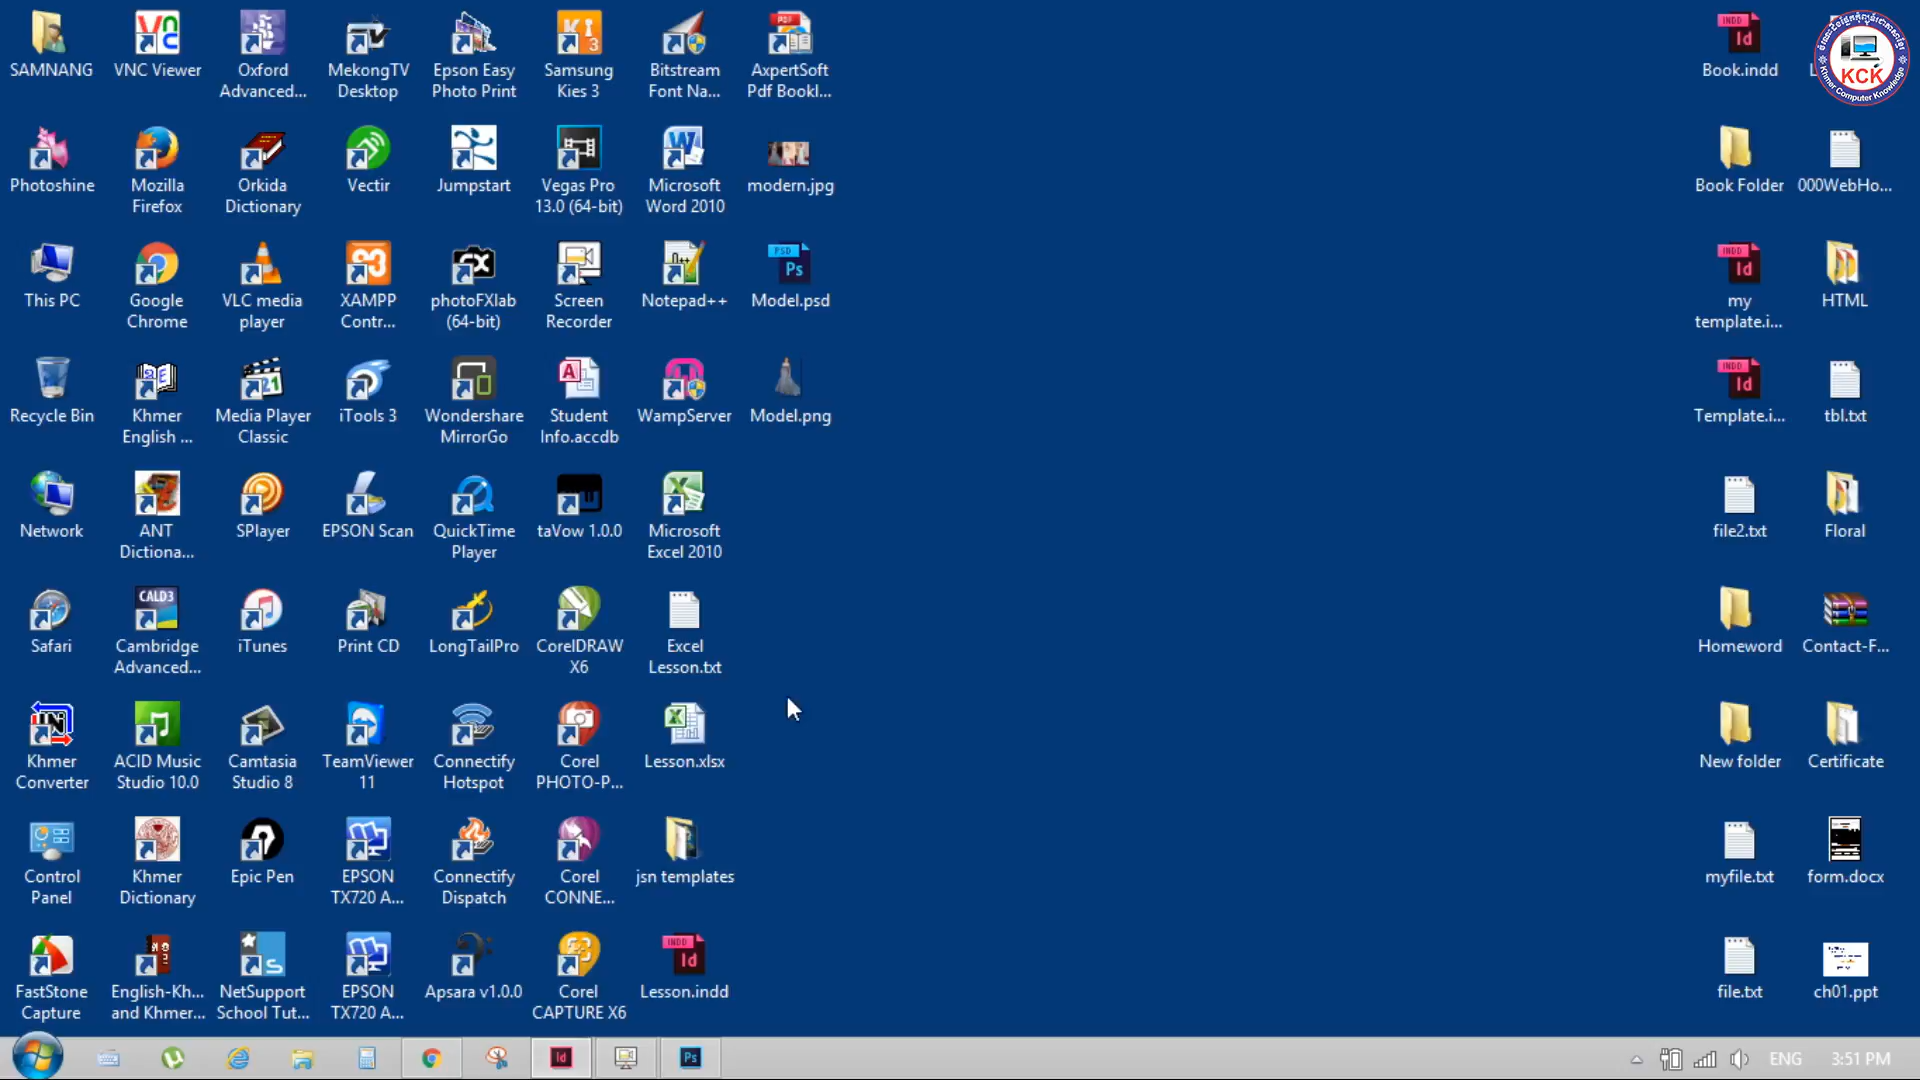 SAMNANG
VNC Viewer
Oxford
Advanced...
MekongTV
Desktop
Epson Easy
Photo Print
Samsung
Kies 3
Bitstream
Font Na...
AxpertSoft
Pdf Bookl...
Book.indd
KCK
Khmer Computer Knowledge
Photoshine
Mozilla
Firefox
Orkida
Dictionary
Vectir
Jumpstart
Vegas Pro
13.0 (64-bit)
Microsoft
Word 2010
modern.jpg
Book Folder
000WebHo...
This PC
Google
Chrome
VLC media
player
XAMPP
Contr...
photoFXlab
(64-bit)
Screen
Recorder
Notepad++
Model.psd
my
template.i...
HTML
Recycle Bin
Khmer
English ...
Media Player
Classic
iTools 3
Wondershare
MirrorGo
Student
Info.accdb
WampServer
Model.png
Template.i...
tbl.txt
Network
ANT
Dictiona...
SPlayer
EPSON Scan
QuickTime
Player
taVow 1.0.0
Microsoft
Excel 2010
file2.txt
Floral
Safari
Cambridge
Advanced...
iTunes
Print CD
LongTailPro
CorelDRAW
X6
Excel
Lesson.txt
Homeword
Contact-F...
Khmer
Converter
ACID Music
Studio 10.0
Camtasia
Studio 8
TeamViewer
11
Connectify
Hotspot
Corel
PHOTO-P...
Lesson.xlsx
New folder
Certificate
Control
Panel
Khmer
Dictionary
Epic Pen
EPSON
TX720 A...
Connectify
Dispatch
Corel
CONNE...
jsn templates
myfile.txt
form.docx
FastStone
Capture
English-Kh...
and Khmer...
NetSupport
School Tut...
EPSON
TX720 A...
Apsara v1.0.0
Corel
CAPTURE X6
Lesson.indd
file.txt
ch01.ppt
ENG
3:51 PM